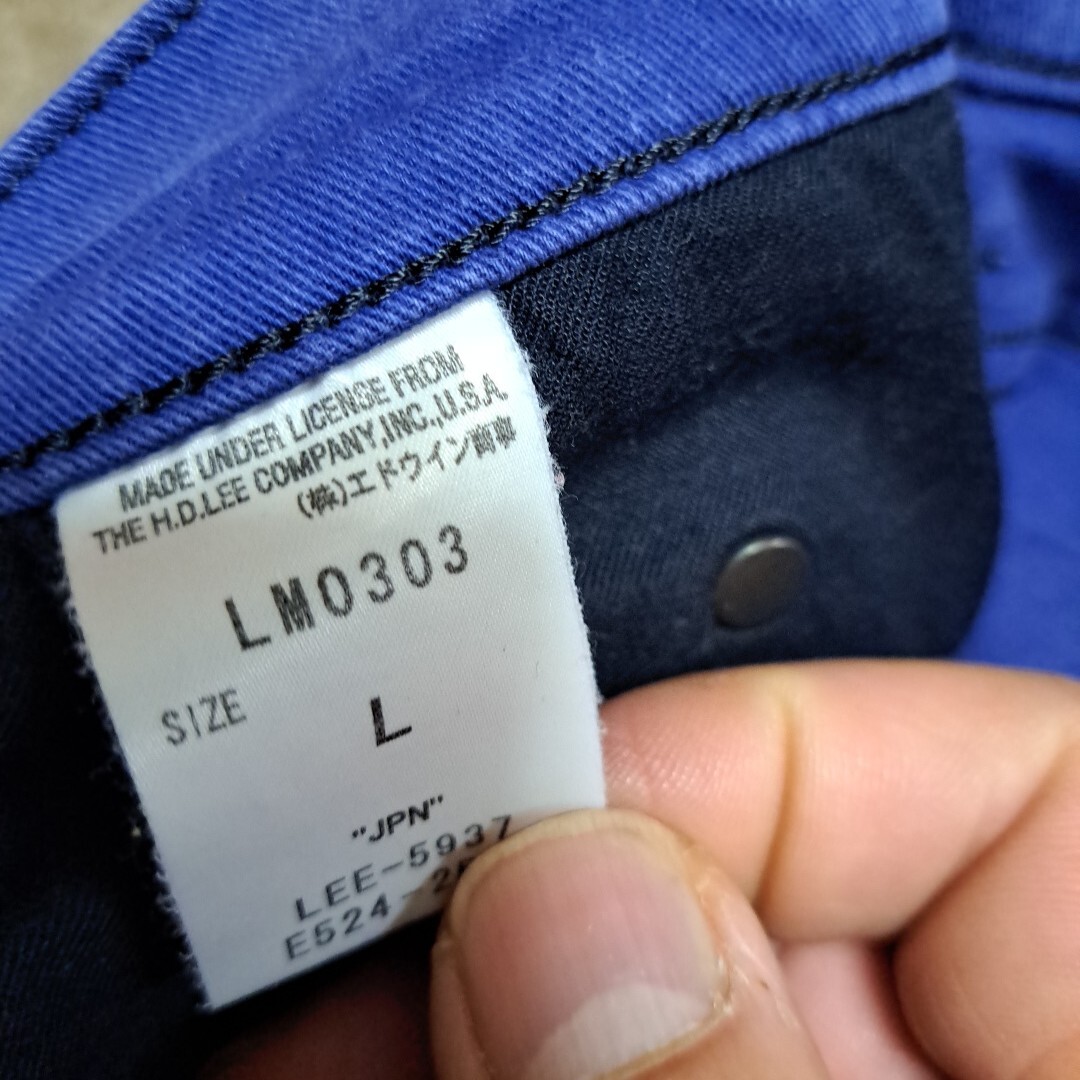 MADE UNDER LICENSE FROM
THE H.D.LEE COMPANY,INC.,U.S.A.
(株)エドウイン商事
LM0303
SIZE L
"JPN"
LEE-5937